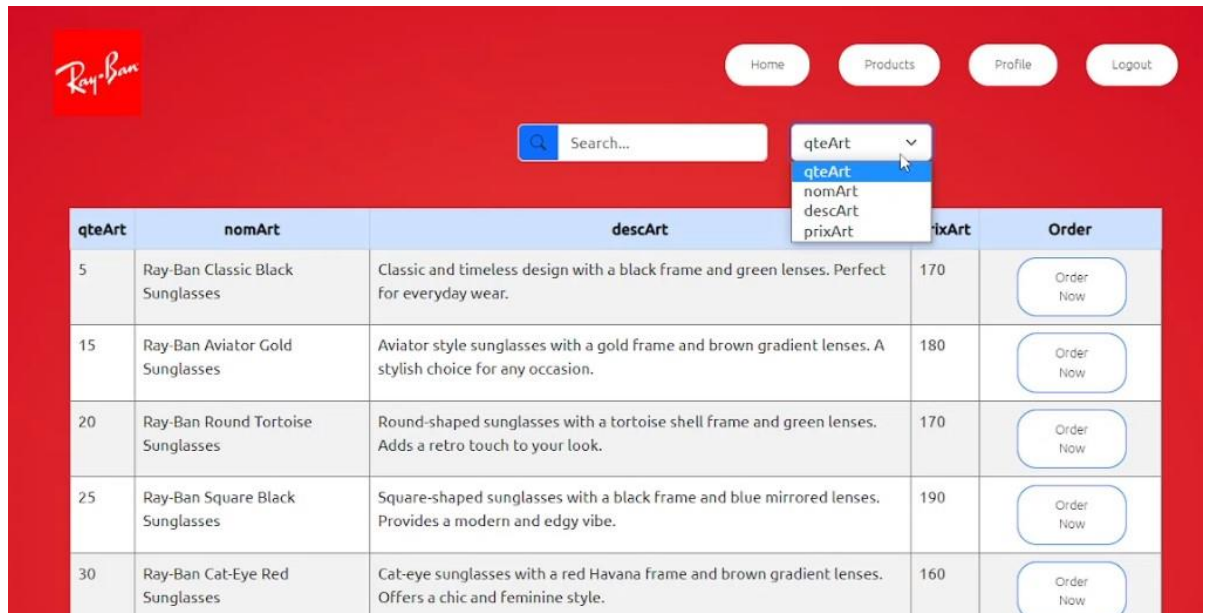 Ray-Ban
Home Products Profile Logout
Search... qteArt
qteArt
nomArt
descArt
prixArt
qteArt nomArt descArt rixArt Order
5 Ray-Ban Classic Black Classic and timeless design with a black frame and green lenses. Perfect 170 Order
Sunglasses for everyday wear. Now
15 Ray-Ban Aviator Gold Aviator style sunglasses with a gold frame and brown gradient lenses. A 180 Order
Sunglasses stylish choice for any occasion. Now
20 Ray-Ban Round Tortoise Round-shaped sunglasses with a tortoise shell frame and green lenses. 170 Order
Sunglasses Adds a retro touch to your look. Now
25 Ray-Ban Square Black Square-shaped sunglasses with a black frame and blue mirrored lenses. 190 Order
Sunglasses Provides a modern and edgy vibe. Now
30 Ray-Ban Cat-Eye Red Cat-eye sunglasses with a red Havana frame and brown gradient lenses. 160 Order
Sunglasses Offers a chic and feminine style. Now